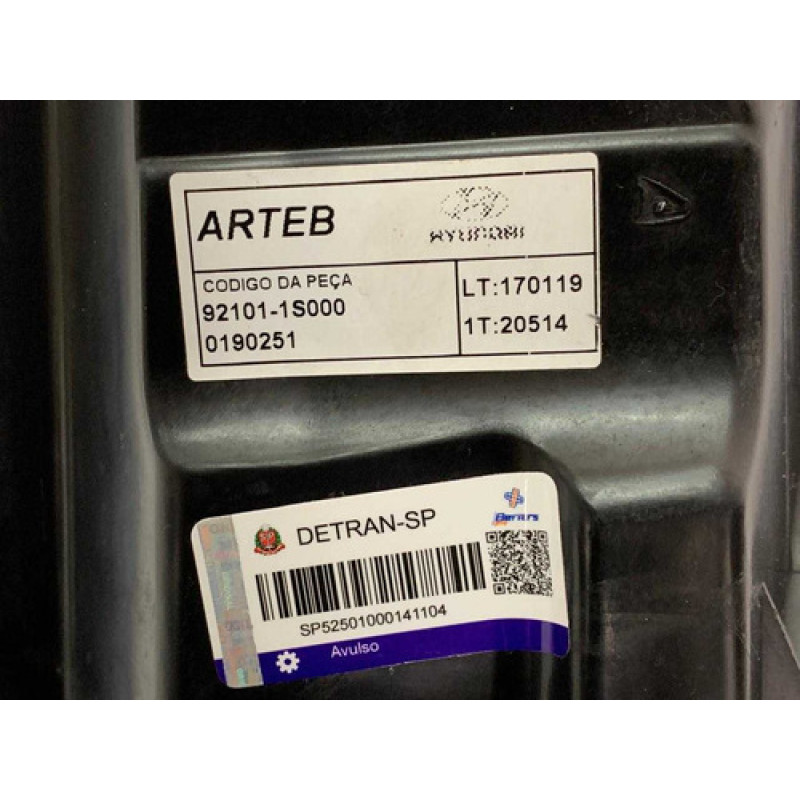 ARTEB
HYUNDAI
CODIGO DA PEÇA
92101-1S000
0190251
LT:170119
1T:20514
DETRAN-SP
SP52501000141104
Avulso